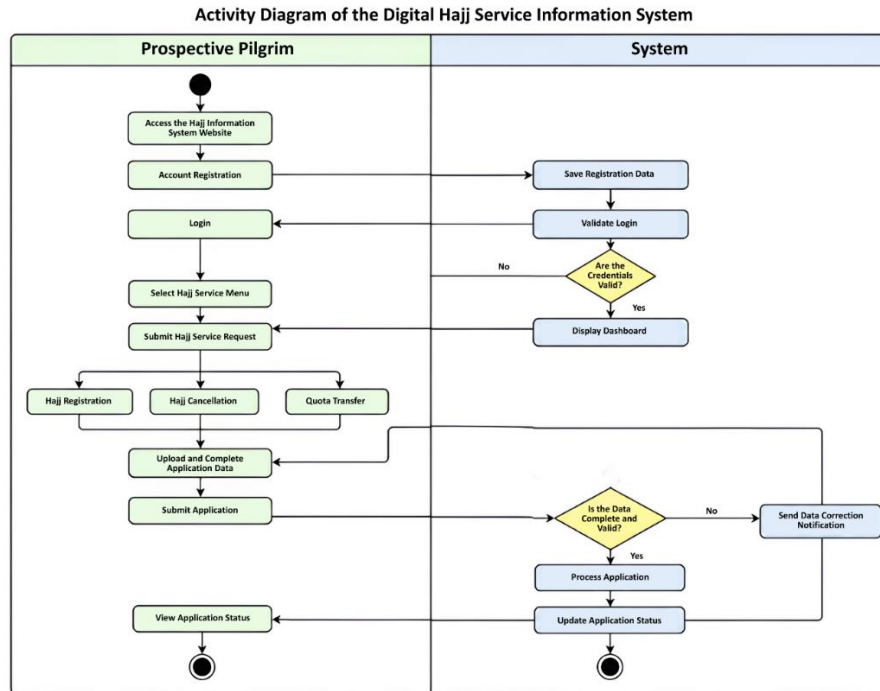 Activity Diagram of the Digital Hajj Service Information System
Prospective Pilgrim
System
Access the Hajj Information
System Website
Account Registration
Save Registration Data
Login
Validate Login
No
Are the
Credentials
Valid?
Yes
Select Hajj Service Menu
Submit Hajj Service Request
Display Dashboard
Hajj Registration
Hajj Cancellation
Quota Transfer
Upload and Complete
Application Data
Submit Application
Is the Data
Complete and
Valid?
No
Send Data Correction
Notification
Yes
Process Application
View Application Status
Update Application Status